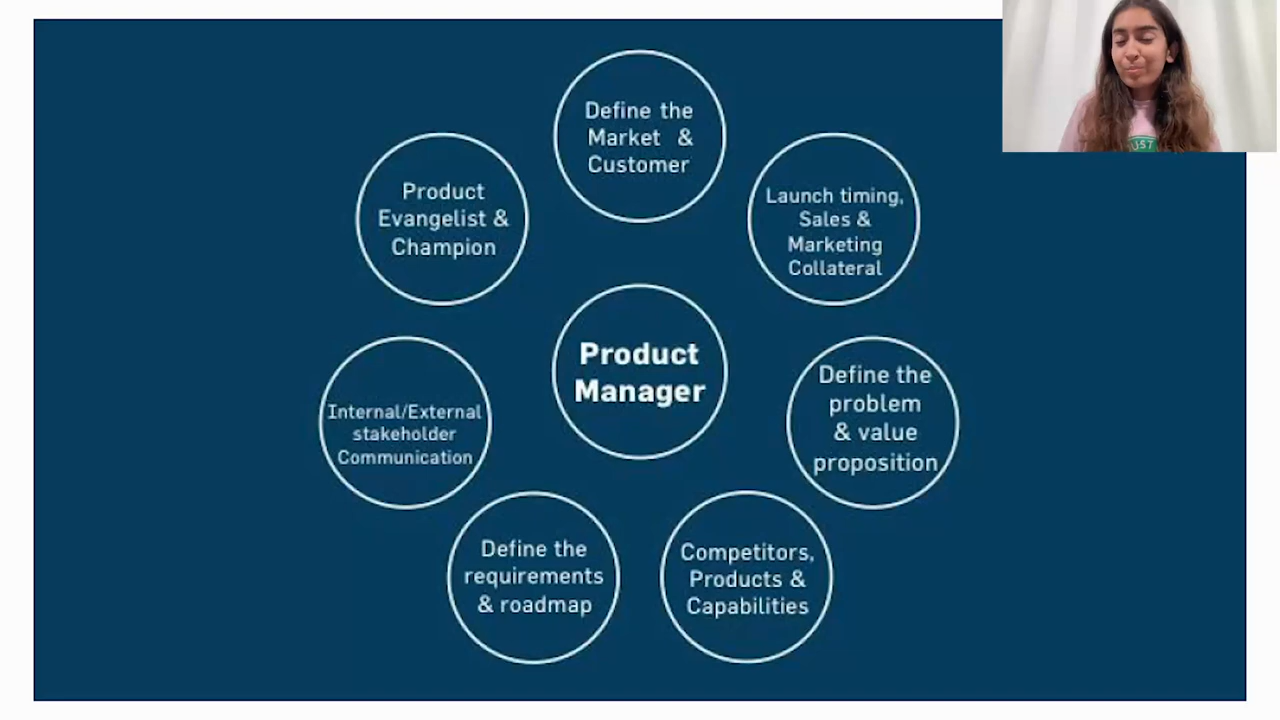 Define the
Market &
Customer
Product
Evangelist &
Champion
Launch timing,
Sales &
Marketing
Collateral
Product
Manager
Internal/External
stakeholder
Communication
Define the
problem
& value
proposition
Define the
requirements
& roadmap
Competitors,
Products &
Capabilities
UST